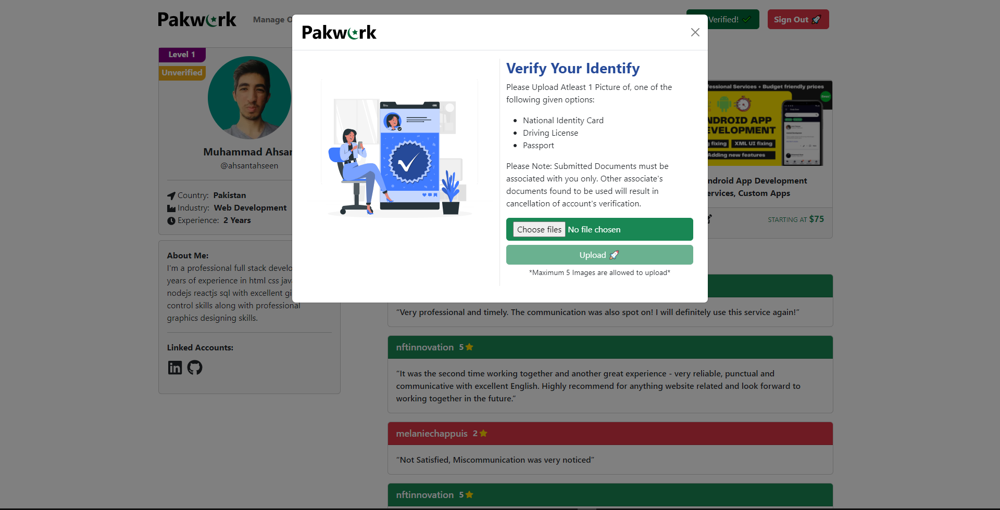 Pakwork
Manage O
Verified!
Sign Out
Pakwork
Level 1
Unverified
Muhammad Ahsan
@ahsantahseen
Country: Pakistan
Industry: Web Development
Experience: 2 Years
About Me:
I'm a professional full stack develo
years of experience in html css jav
nodejs reactjs sql with excellent gi
control skills along with professional
graphics designing skills.
Linked Accounts:
Verify Your Identify
Please Upload Atleast 1 Picture of, one of the
following given options:
National Identity Card
Driving License
Passport
Please Note: Submitted Documents must be
associated with you only. Other associate's
documents found to be used will result in
cancellation of account's verification.
Choose files No file chosen
Upload
*Maximum 5 Images are allowed to upload*
fessional Services + Budget friendly prices
NDROID APP
EVELOPMENT
g fixing XML UI fixing
Adding new features
ndroid App Development
ervices, Custom Apps
STARTING AT $75
“Very professional and timely. The communication was also spot on! I will definitely use this service again!”
nftinnovation 5
“It was the second time working together and another great experience - very reliable, punctual and
communicative with excellent English. Highly recommend for anything website related and look forward to
working together in the future.”
melaniechappuis 2
“Not Satisfied, Miscommunication was very noticed”
nftinnovation 5